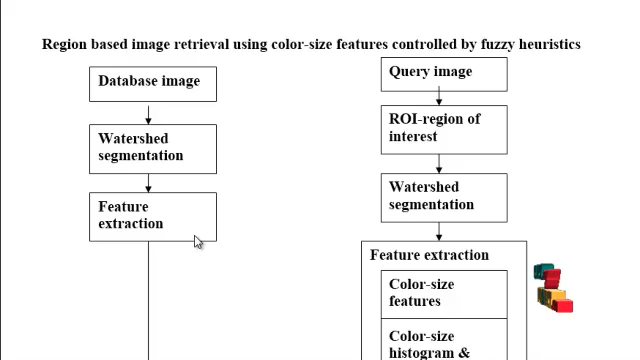 Region based image retrieval using color-size features controlled by fuzzy heuristics
Database image
Watershed
segmentation
Feature
extraction
Query image
ROI-region of
interest
Watershed
segmentation
Feature extraction
Color-size
features
Color-size
histogram &